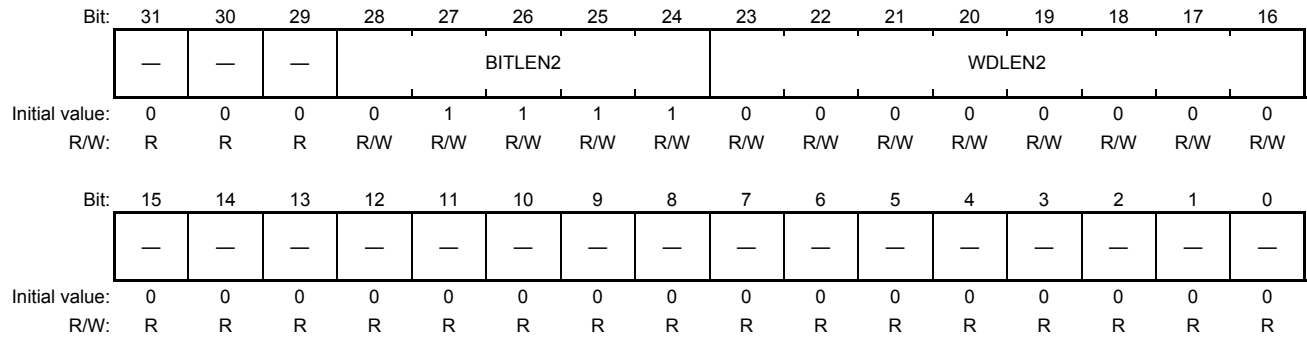 Bit: 31 30 29 28 27 26 25 24 23 22 21 20 19 18 17 16
— — — BITLEN2 WDLEN2
Initial value: 0 0 0 0 1 1 1 1 0 0 0 0 0 0 0 0
R/W: R R R R/W R/W R/W R/W R/W R/W R/W R/W R/W R/W R/W R/W R/W
Bit: 15 14 13 12 11 10 9 8 7 6 5 4 3 2 1 0
— — — — — — — — — — — — — — — —
Initial value: 0 0 0 0 0 0 0 0 0 0 0 0 0 0 0 0
R/W: R R R R R R R R R R R R R R R R